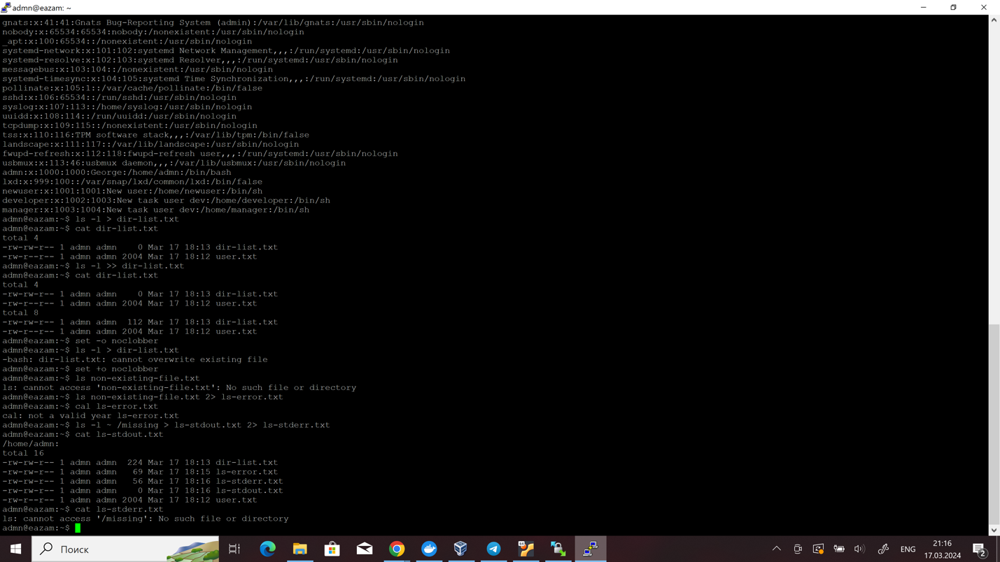 admn@eazam: ~
gnats:x:41:41:Gnats Bug-Reporting System (admin):/var/lib/gnats:/usr/sbin/nologin
nobody:x:65534:65534:nobody:/nonexistent:/usr/sbin/nologin
_apt:x:100:65534::/nonexistent:/usr/sbin/nologin
systemd-network:x:101:102:systemd Network Management,,,:/run/systemd:/usr/sbin/nologin
systemd-resolve:x:102:103:systemd Resolver,,,:/run/systemd:/usr/sbin/nologin
messagebus:x:103:104::/nonexistent:/usr/sbin/nologin
systemd-timesync:x:104:105:systemd Time Synchronization,,,:/run/systemd:/usr/sbin/nologin
pollinate:x:105:1::/var/cache/pollinate:/bin/false
sshd:x:106:65534::/run/sshd:/usr/sbin/nologin
syslog:x:107:113::/home/syslog:/usr/sbin/nologin
uuidd:x:108:114::/run/uuidd:/usr/sbin/nologin
tcpdump:x:109:115::/nonexistent:/usr/sbin/nologin
tss:x:110:116:TPM software stack,,,:/var/lib/tpm:/bin/false
landscape:x:111:117::/var/lib/landscape:/usr/sbin/nologin
fwupd-refresh:x:112:118:fwupd-refresh user,,,:/run/systemd:/usr/sbin/nologin
usbmux:x:113:46:usbmux daemon,,,:/var/lib/usbmux:/usr/sbin/nologin
admn:x:1000:1000:George:/home/admn:/bin/bash
lxd:x:999:100::/var/snap/lxd/common/lxd:/bin/false
newuser:x:1001:1001:New user:/home/newuser:/bin/sh
developer:x:1002:1003:New task user dev:/home/developer:/bin/sh
manager:x:1003:1004:New task user dev:/home/manager:/bin/sh
admn@eazam:~$ ls -l > dir-list.txt
admn@eazam:~$ cat dir-list.txt
total 4
-rw-rw-r-- 1 admn admn    0 Mar 17 18:13 dir-list.txt
-rw-r--r-- 1 admn admn 2004 Mar 17 18:12 user.txt
admn@eazam:~$ ls -l >> dir-list.txt
admn@eazam:~$ cat dir-list.txt
total 4
-rw-rw-r-- 1 admn admn    0 Mar 17 18:13 dir-list.txt
-rw-r--r-- 1 admn admn 2004 Mar 17 18:12 user.txt
total 8
-rw-rw-r-- 1 admn admn  112 Mar 17 18:13 dir-list.txt
-rw-r--r-- 1 admn admn 2004 Mar 17 18:12 user.txt
admn@eazam:~$ set -o noclobber
admn@eazam:~$ ls -l > dir-list.txt
-bash: dir-list.txt: cannot overwrite existing file
admn@eazam:~$ set +o noclobber
admn@eazam:~$ ls non-existing-file.txt
ls: cannot access 'non-existing-file.txt': No such file or directory
admn@eazam:~$ ls non-existing-file.txt 2> ls-error.txt
admn@eazam:~$ cal ls-error.txt
cal: not a valid year ls-error.txt
admn@eazam:~$ ls -l ~ /missing > ls-stdout.txt 2> ls-stderr.txt
admn@eazam:~$ cat ls-stdout.txt
/home/admn:
total 16
-rw-rw-r-- 1 admn admn  224 Mar 17 18:13 dir-list.txt
-rw-rw-r-- 1 admn admn   69 Mar 17 18:15 ls-error.txt
-rw-rw-r-- 1 admn admn   56 Mar 17 18:16 ls-stderr.txt
-rw-rw-r-- 1 admn admn    0 Mar 17 18:16 ls-stdout.txt
-rw-r--r-- 1 admn admn 2004 Mar 17 18:12 user.txt
admn@eazam:~$ cat ls-stderr.txt
ls: cannot access '/missing': No such file or directory
admn@eazam:~$
Поиск
64
ENG
21:16
17.03.2024
2